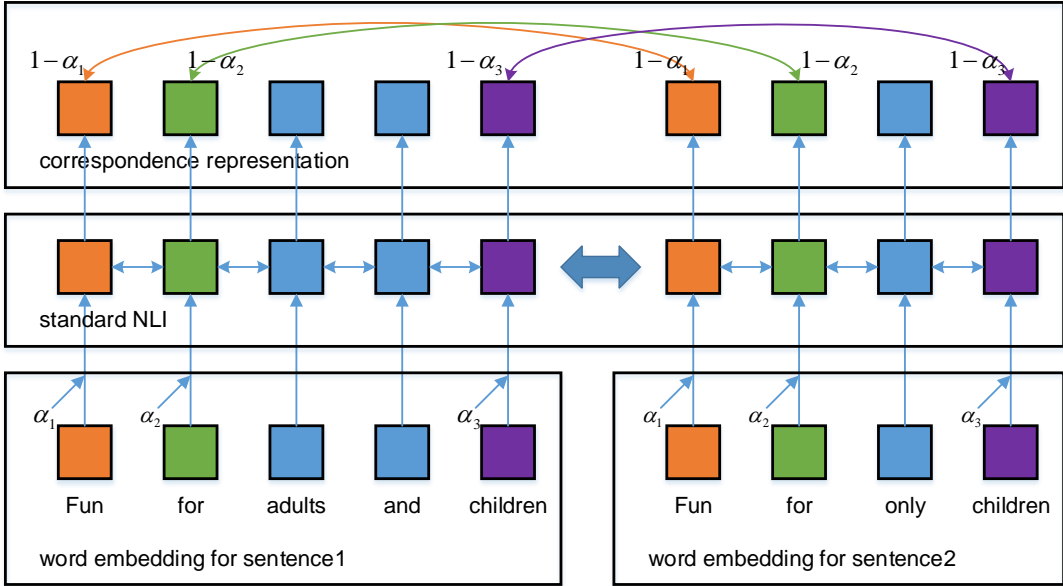 1−α₁ 1−α₂ 1−α₃ 1−α₁ 1−α₂ 1−α₃
correspondence representation
standard NLI
α₁ α₂ α₃ α₁ α₂ α₃
Fun for adults and children Fun for only children
word embedding for sentence1 word embedding for sentence2